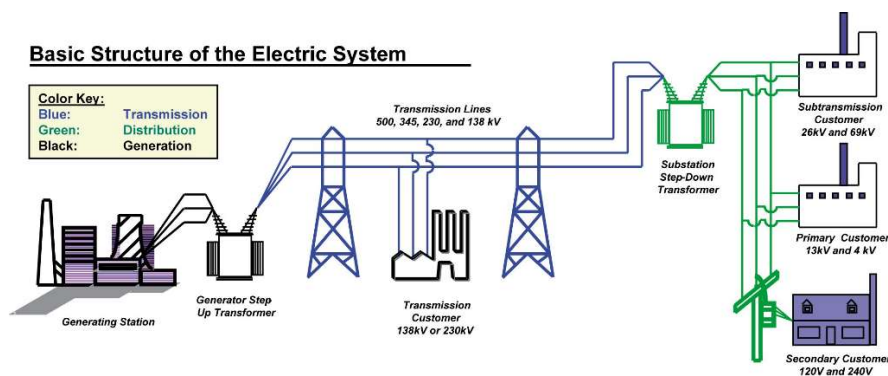 Basic Structure of the Electric System
Color Key:
Blue: Transmission
Green: Distribution
Black: Generation
Transmission Lines
500, 345, 230, and 138 kV
Substation
Step-Down
Transformer
Subtransmission
Customer
26kV and 69kV
Primary Customer
13kV and 4 kV
Generating Station
Generator Step
Up Transformer
Transmission
Customer
138kV or 230kV
Secondary Customer
120V and 240V